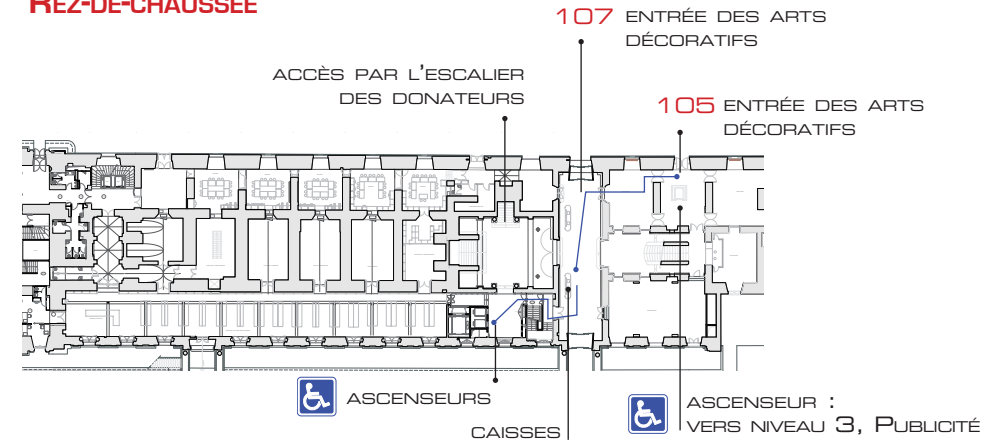 REZ-DE-CHAUSSÉE
107 ENTRÉE DES ARTS
DÉCORATIFS
ACCÈS PAR L'ESCALIER
DES DONATEURS
105 ENTRÉE DES ARTS
DÉCORATIFS
ASCENSEURS
CAISSES
ASCENSEUR :
VERS NIVEAU 3, PUBLICITÉ